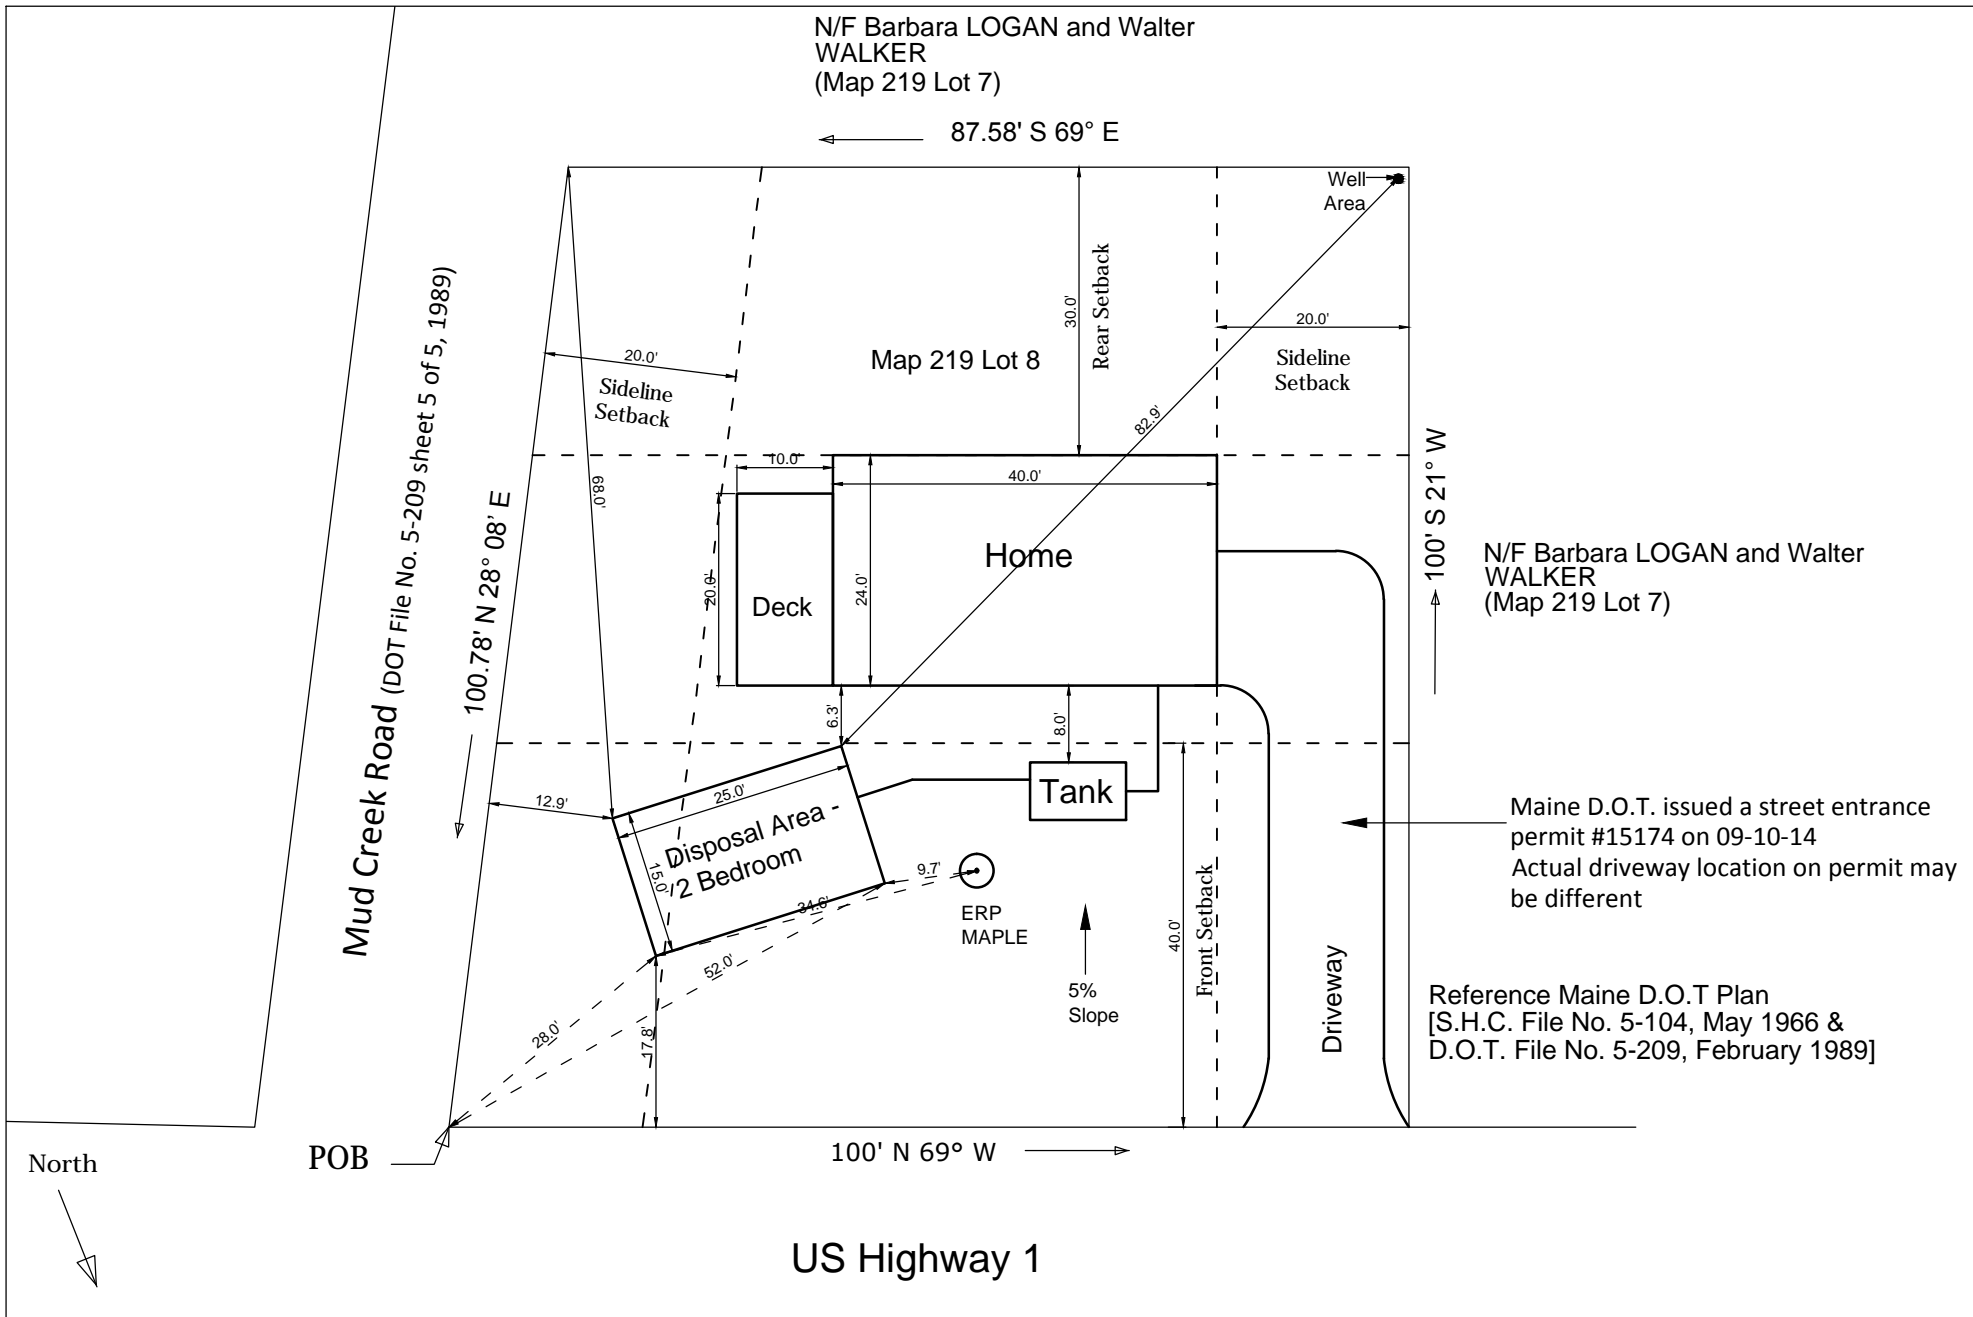 N/F Barbara LOGAN and Walter
WALKER
(Map 219 Lot 7)
87.58' S 69° E
Well
Area
Rear Setback
30.0'
20.0'
Sideline
Setback
Map 219 Lot 8
20.0'
Sideline
Setback
82.9'
68.0'
Mud Creek Road (DOT File No. 5-209 sheet 5 of 5, 1989)
100.78' N 28° 08' E
10.0'
40.0'
Home
24.0'
20.0'
Deck
100' S 21° W
N/F Barbara LOGAN and Walter
WALKER
(Map 219 Lot 7)
6.3'
8.0'
Tank
12.9'
25.0'
Disposal Area -
2 Bedroom
15.0'
9.7'
34.6'
52.0'
28.0'
17.8'
ERP
MAPLE
5%
Slope
40.0'
Front Setback
Driveway
Maine D.O.T. issued a street entrance
permit #15174 on 09-10-14
Actual driveway location on permit may
be different
Reference Maine D.O.T Plan
[S.H.C. File No. 5-104, May 1966 &
D.O.T. File No. 5-209, February 1989]
North
POB
100' N 69° W
US Highway 1